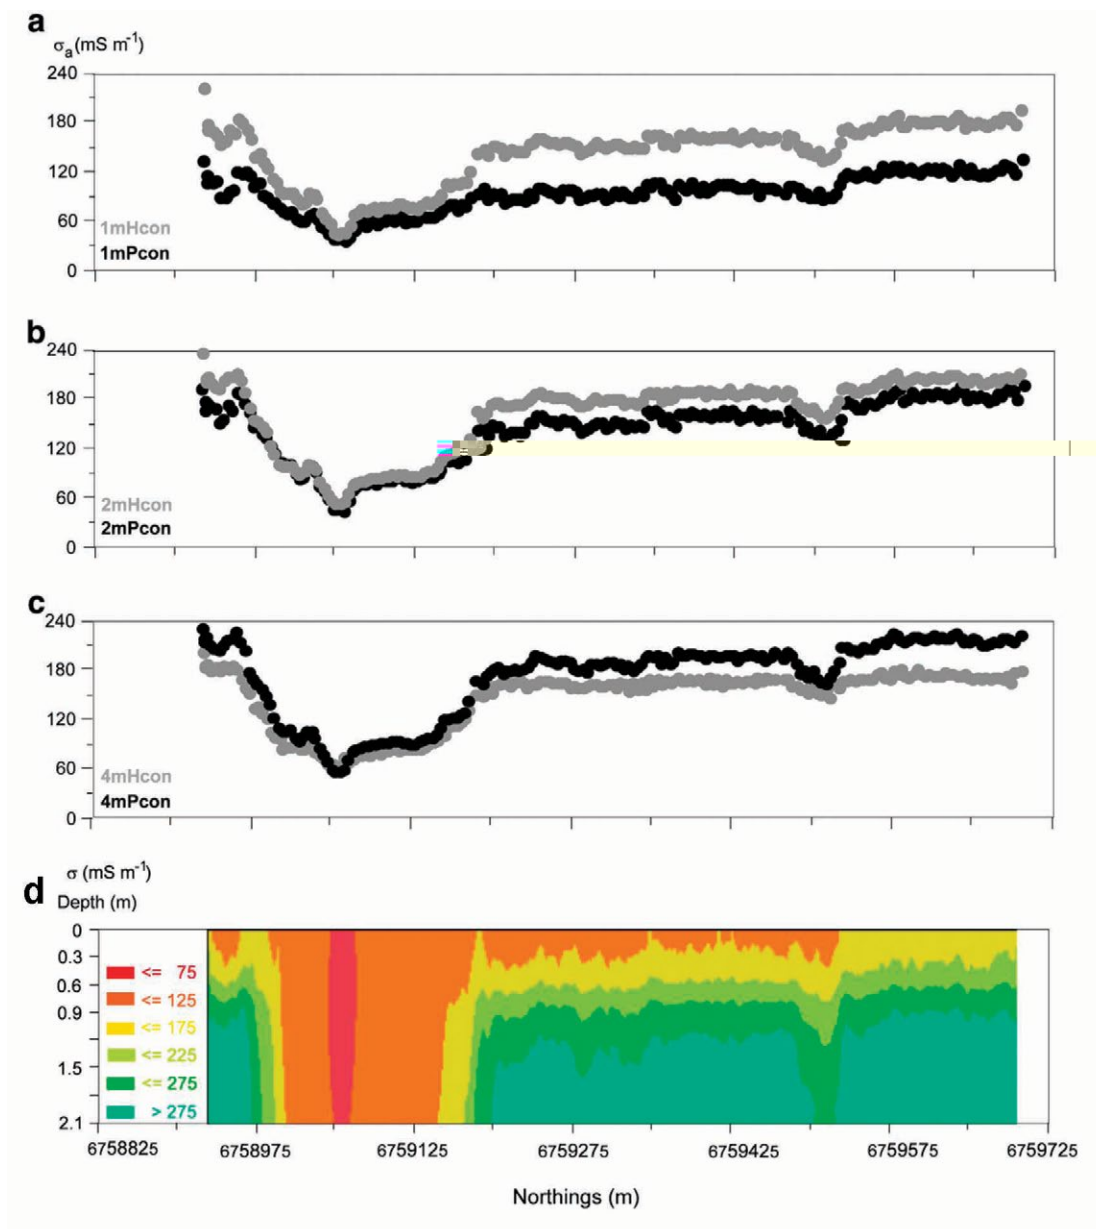 a
σa(mS m-1)
240
180
120
60
0
1mHcon
1mPcon
b
240
180
120
60
0
2mHcon
2mPcon
c
240
180
120
60
0
4mHcon
4mPcon
σ (mS m-1)
d
Depth (m)
0
0.3
0.6
0.9
1.5
2.1
<= 75
<= 125
<= 175
<= 225
<= 275
> 275
6758825 6758975 6759125 6759275 6759425 6759575 6759725
Northings (m)